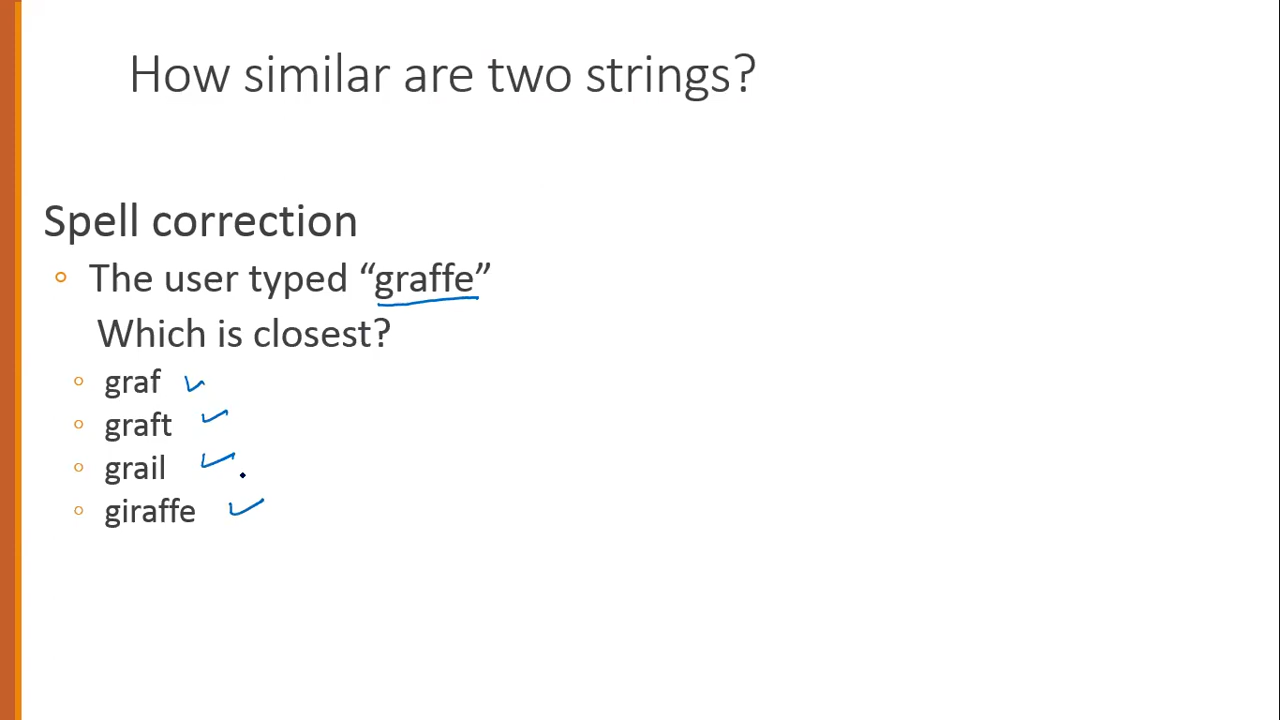 How similar are two strings?
Spell correction
The user typed “graffe”
Which is closest?
graf
graft
grail
giraffe